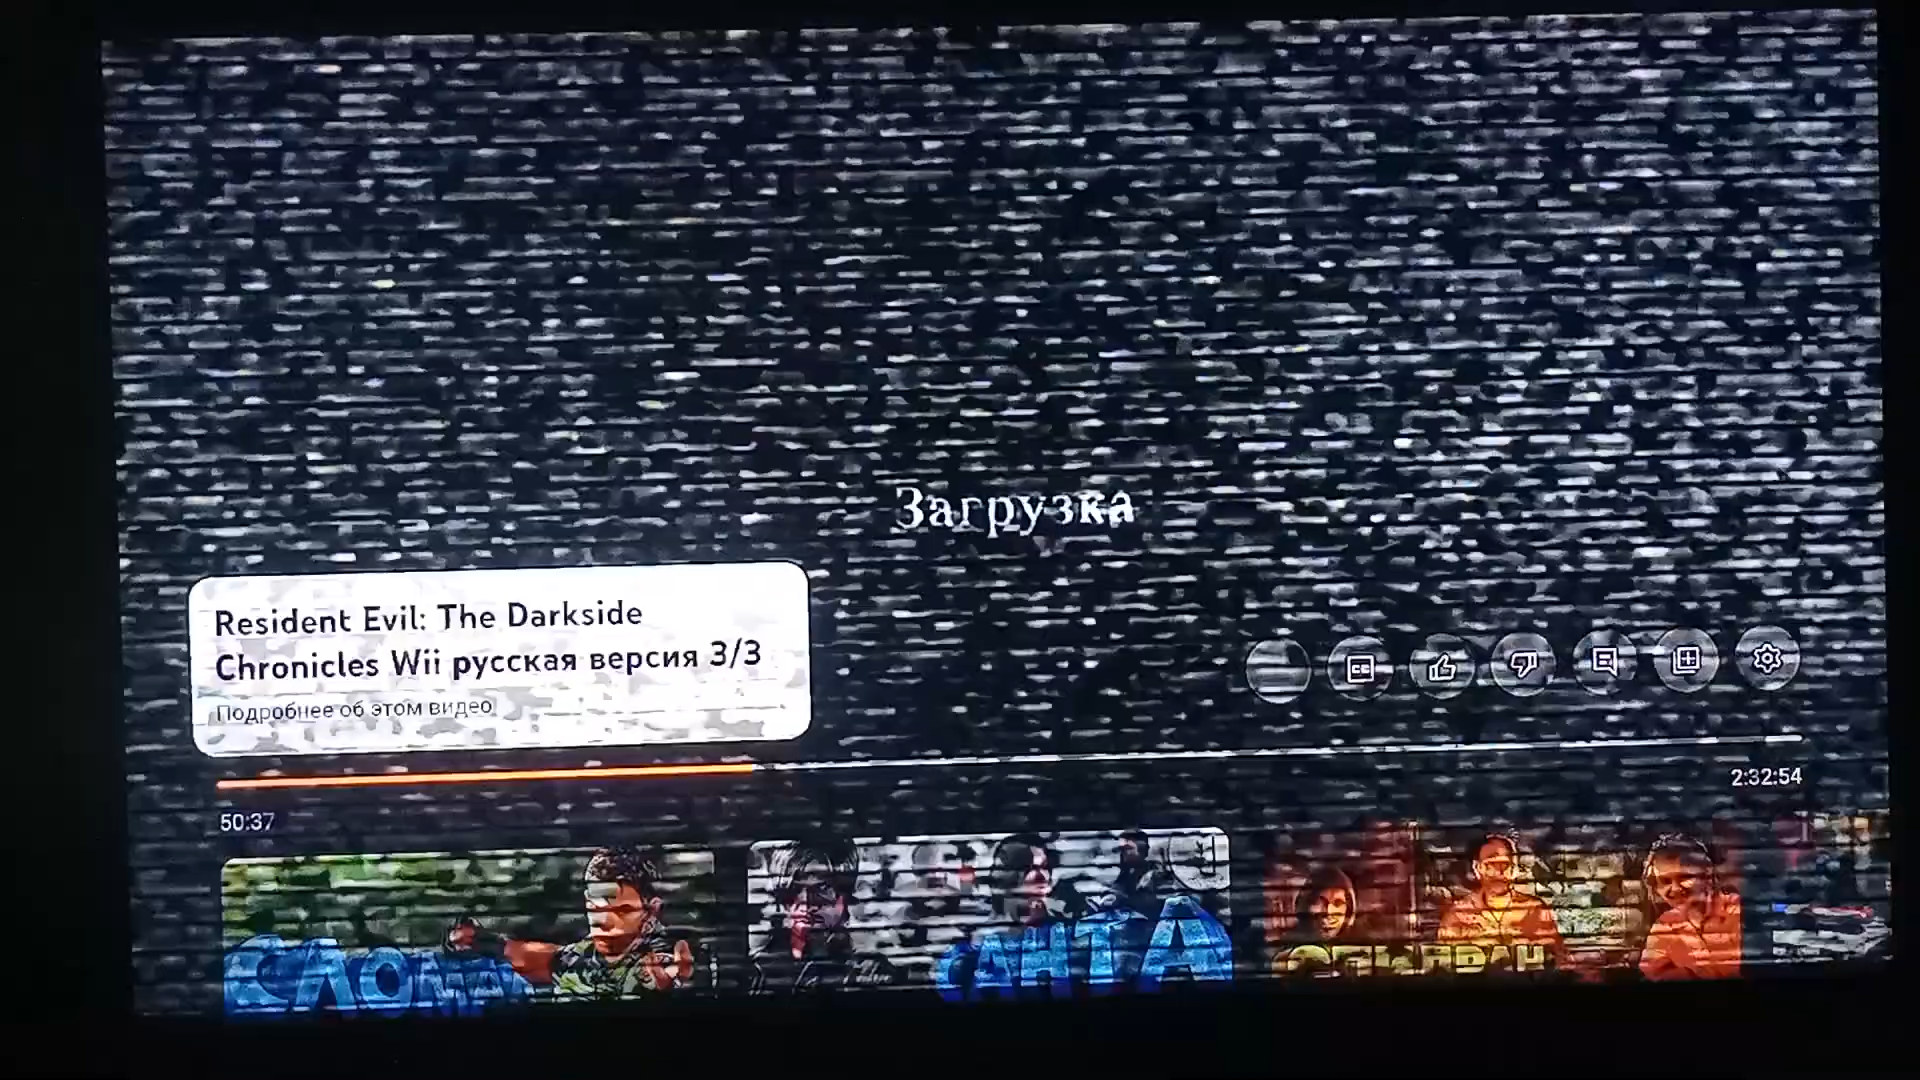 Загрузка
Resident Evil: The Darkside
Chronicles Wii русская версия 3/3
Подробнее об этом видео
CC
2:32:54
50:37
САНТА